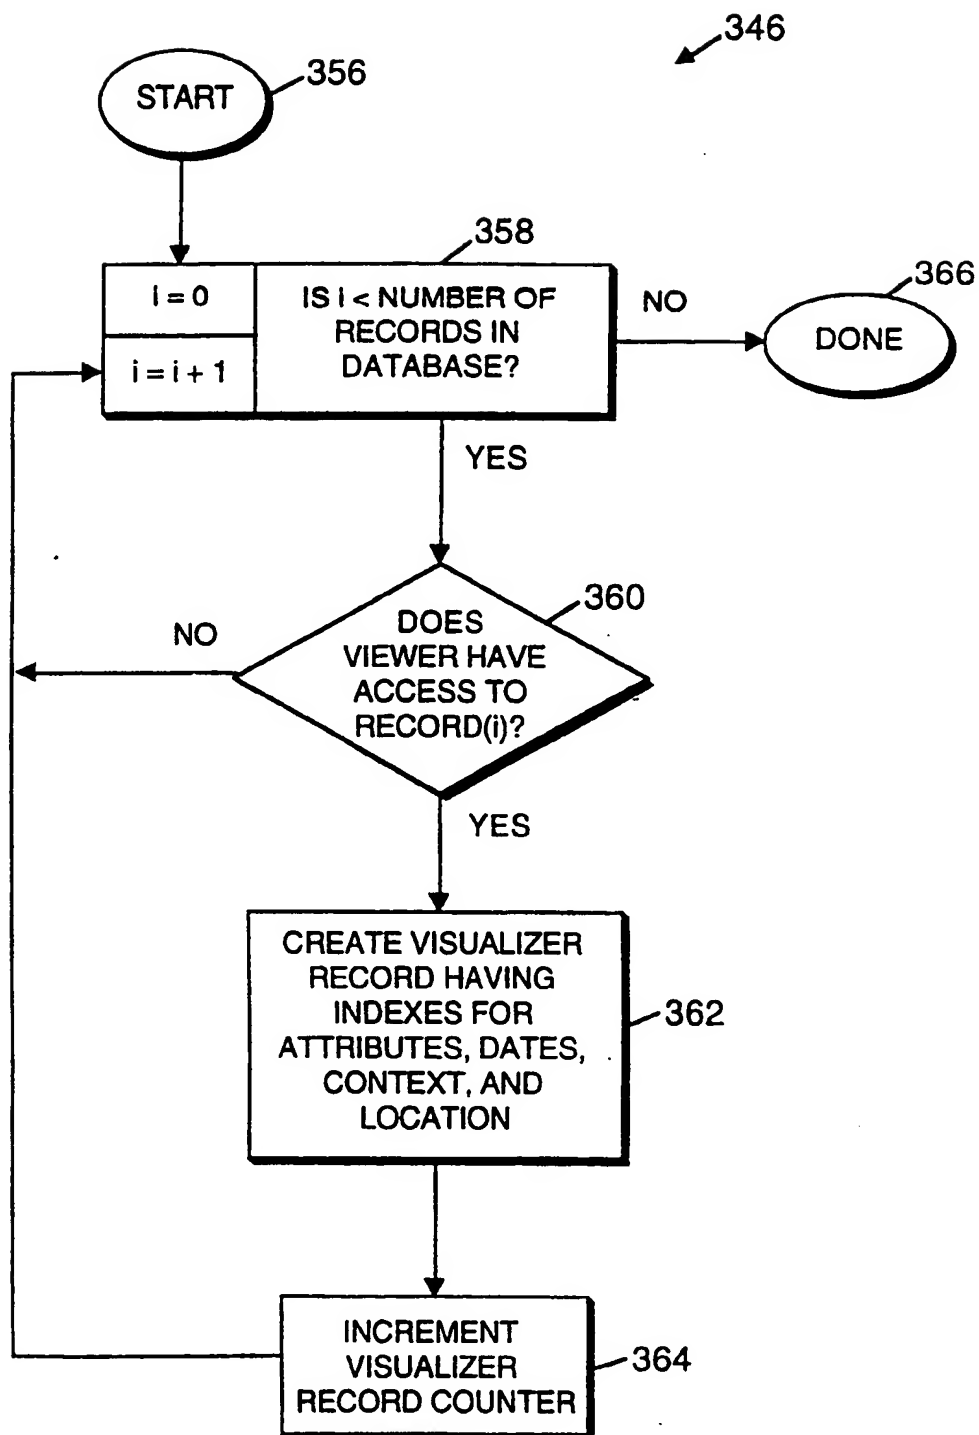 346
356
START
358
i = 0
IS i < NUMBER OF
RECORDS IN
DATABASE?
i = i + 1
NO
366
DONE
YES
360
DOES
VIEWER HAVE
ACCESS TO
RECORD(i)?
NO
YES
CREATE VISUALIZER
RECORD HAVING
INDEXES FOR
ATTRIBUTES, DATES,
CONTEXT, AND
LOCATION
362
INCREMENT
VISUALIZER
RECORD COUNTER
364